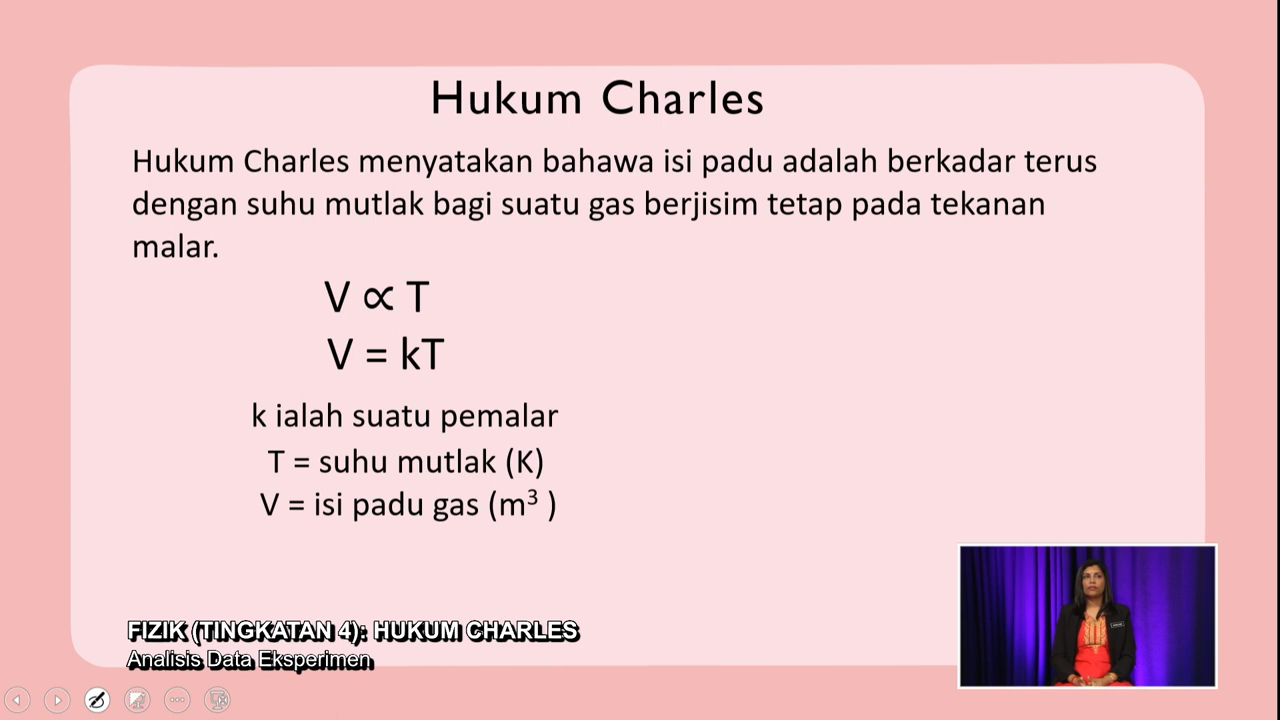 Hukum Charles
Hukum Charles menyatakan bahawa isi padu adalah berkadar terus
dengan suhu mutlak bagi suatu gas berjisim tetap pada tekanan
malar.
V ∝ T
V = kT
k ialah suatu pemalar
T = suhu mutlak (K)
V = isi padu gas (m³ )
FIZIK (TINGKATAN 4): HUKUM CHARLES
Analisis Data Eksperimen